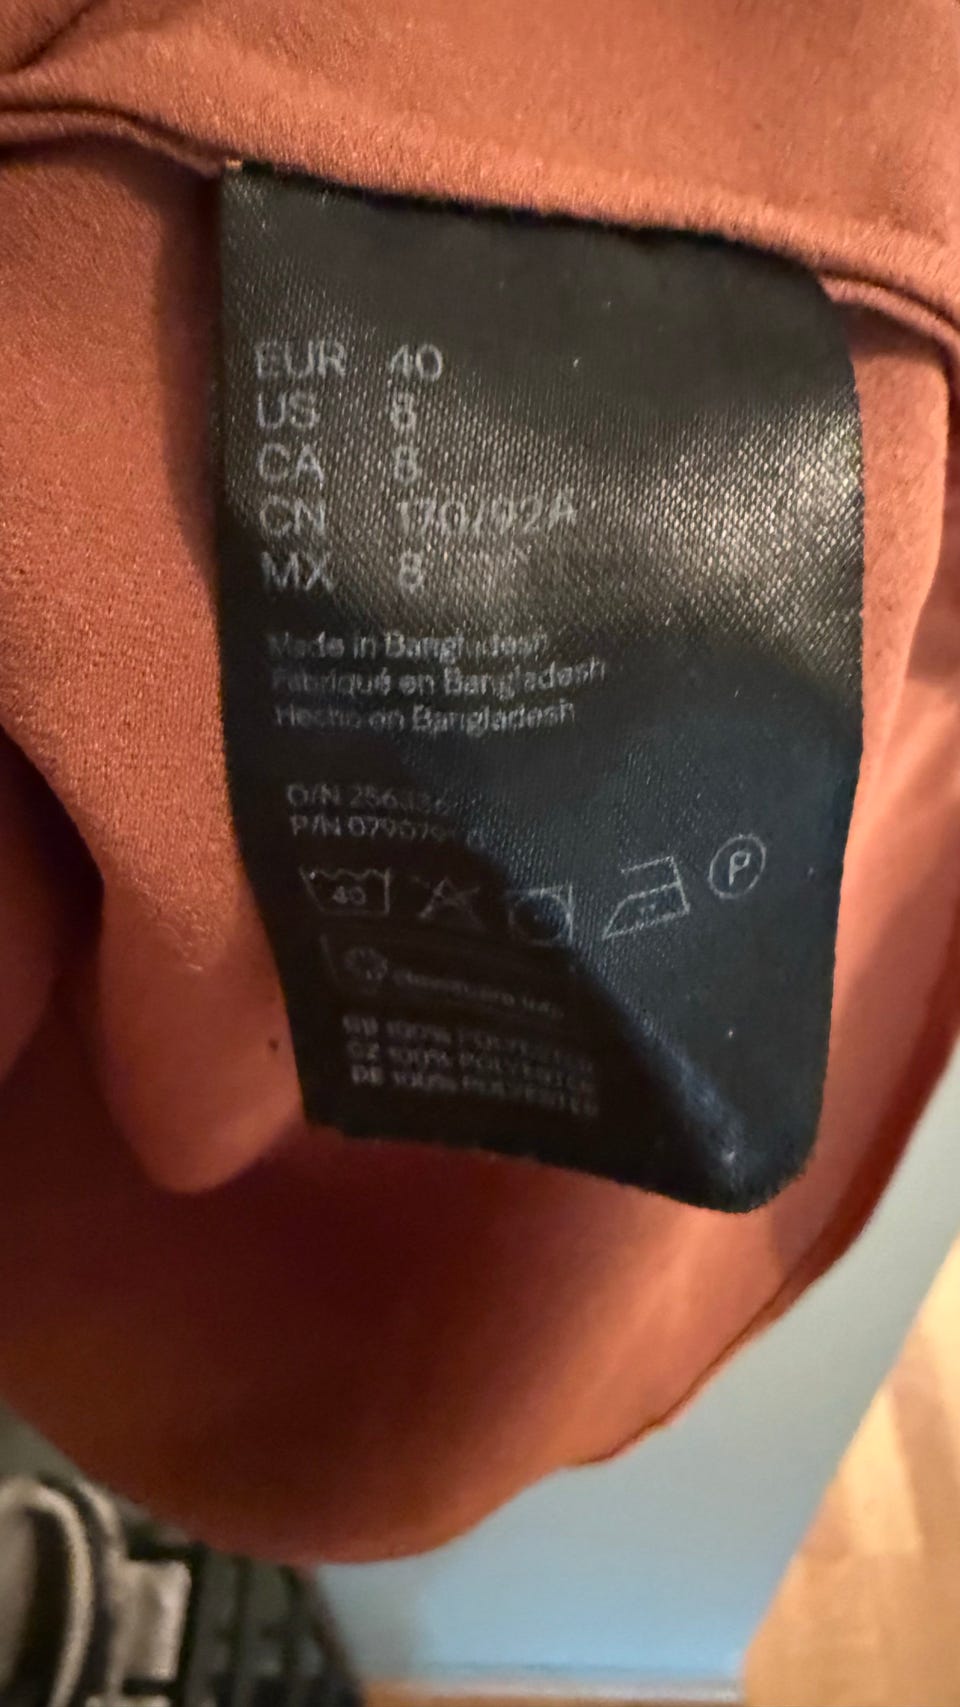 EUR 40
US 8
CA 8
CN 170/92A
MX 8
Made in Bangladesh
Fabriqué en Bangladesh
Hecho en Bangladesh
O/N
P/N
40
P
GB 100% POLYESTER
CZ 100% POLYESTER
DE 100% POLYESTER